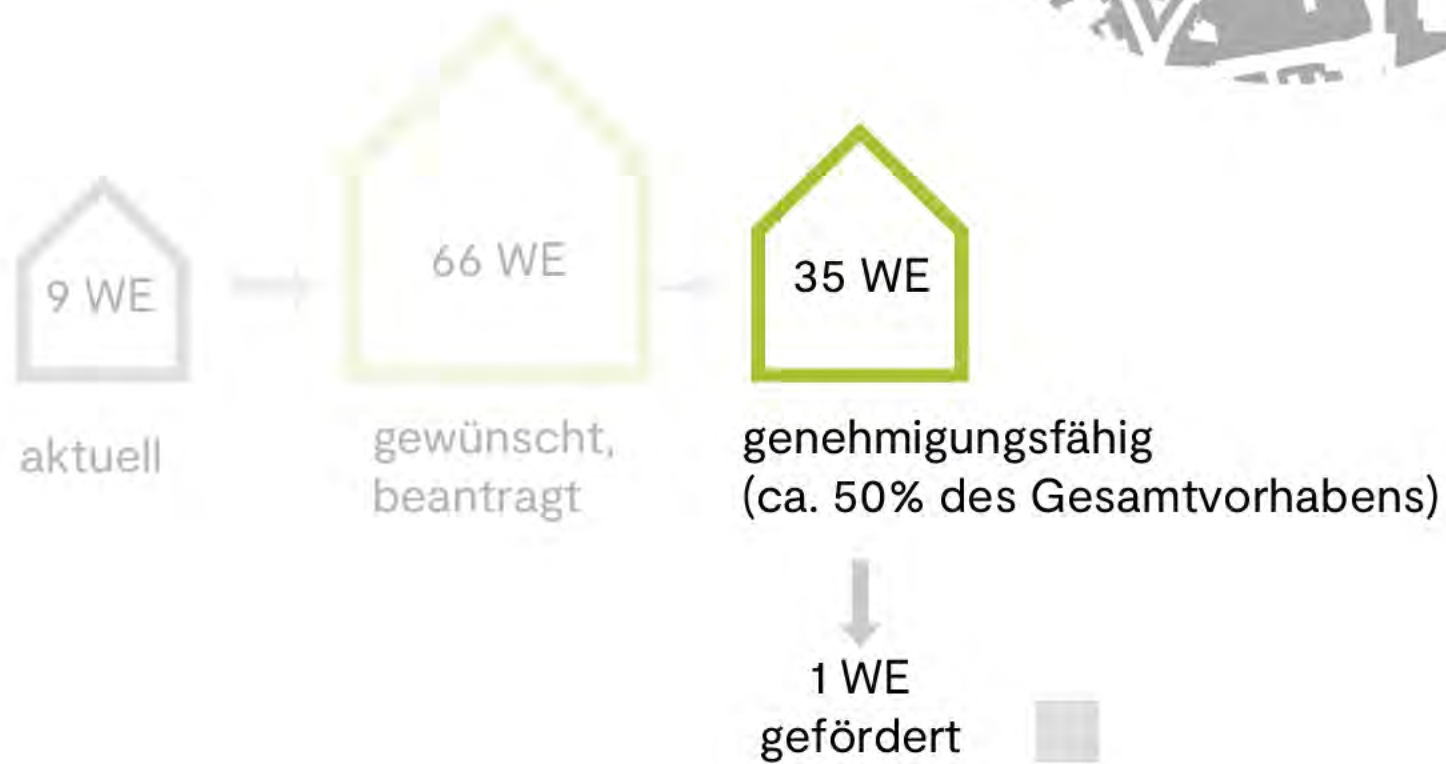 9 WE
66 WE
35 WE
aktuell
gewünscht,
beantragt
genehmigungsfähig
(ca. 50% des Gesamtvorhabens)
1 WE
gefördert